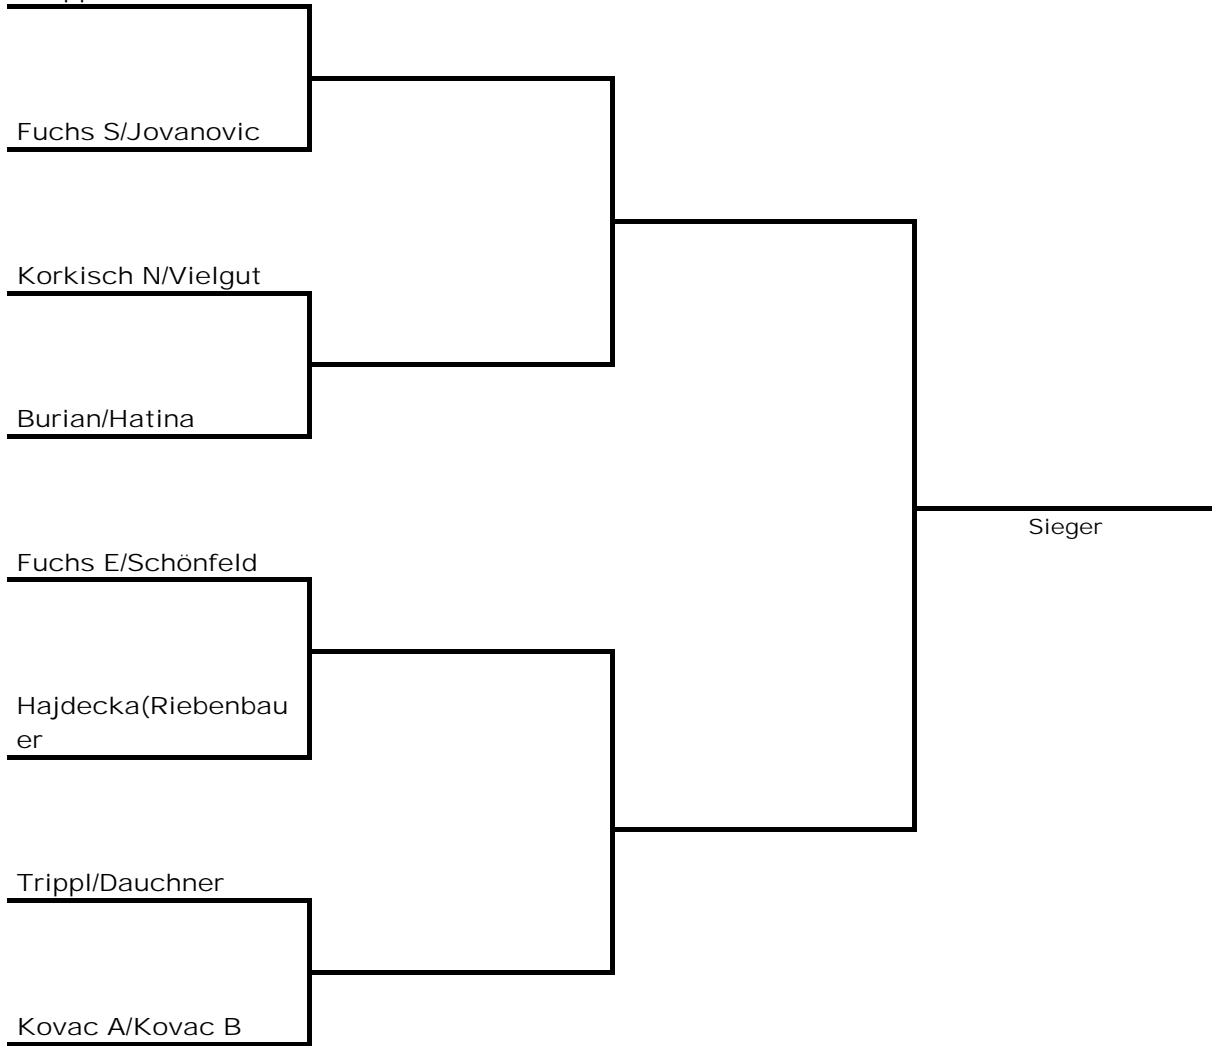 Fuchs S/Jovanovic
Korkisch N/Vielgut
Burian/Hatina
Sieger
Fuchs E/Schönfeld
Hajdecka(Riebenbau
er
Trippl/Dauchner
Kovac A/Kovac B